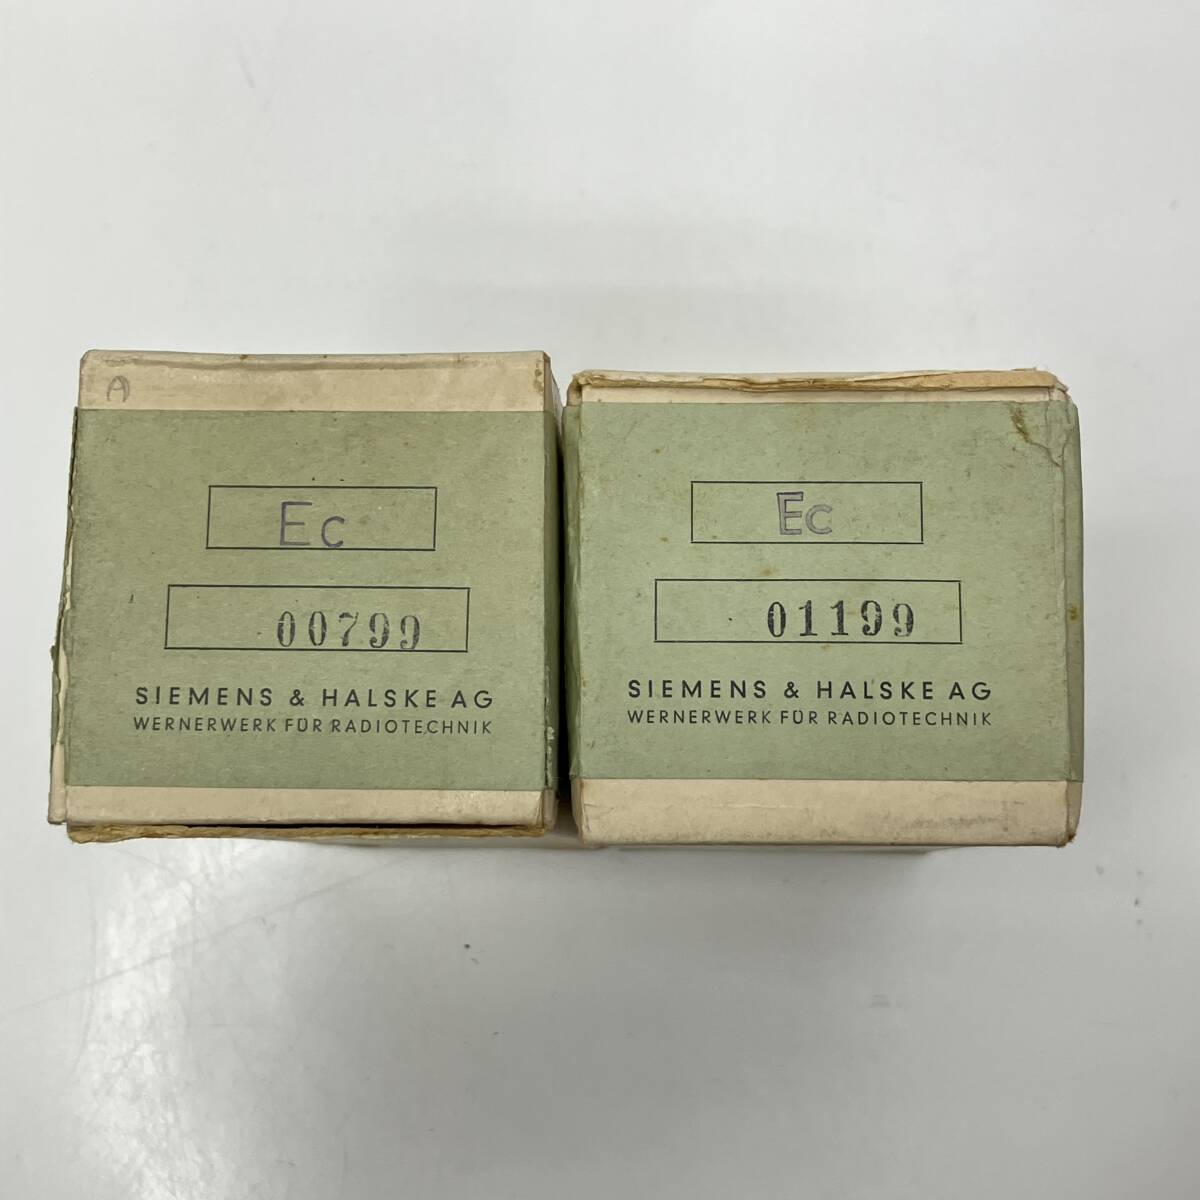 A
Ec
00799
SIEMENS & HALSKE AG
WERNERWERK FÜR RADIOTECHNIK
Ec
01199
SIEMENS & HALSKE AG
WERNERWERK FÜR RADIOTECHNIK